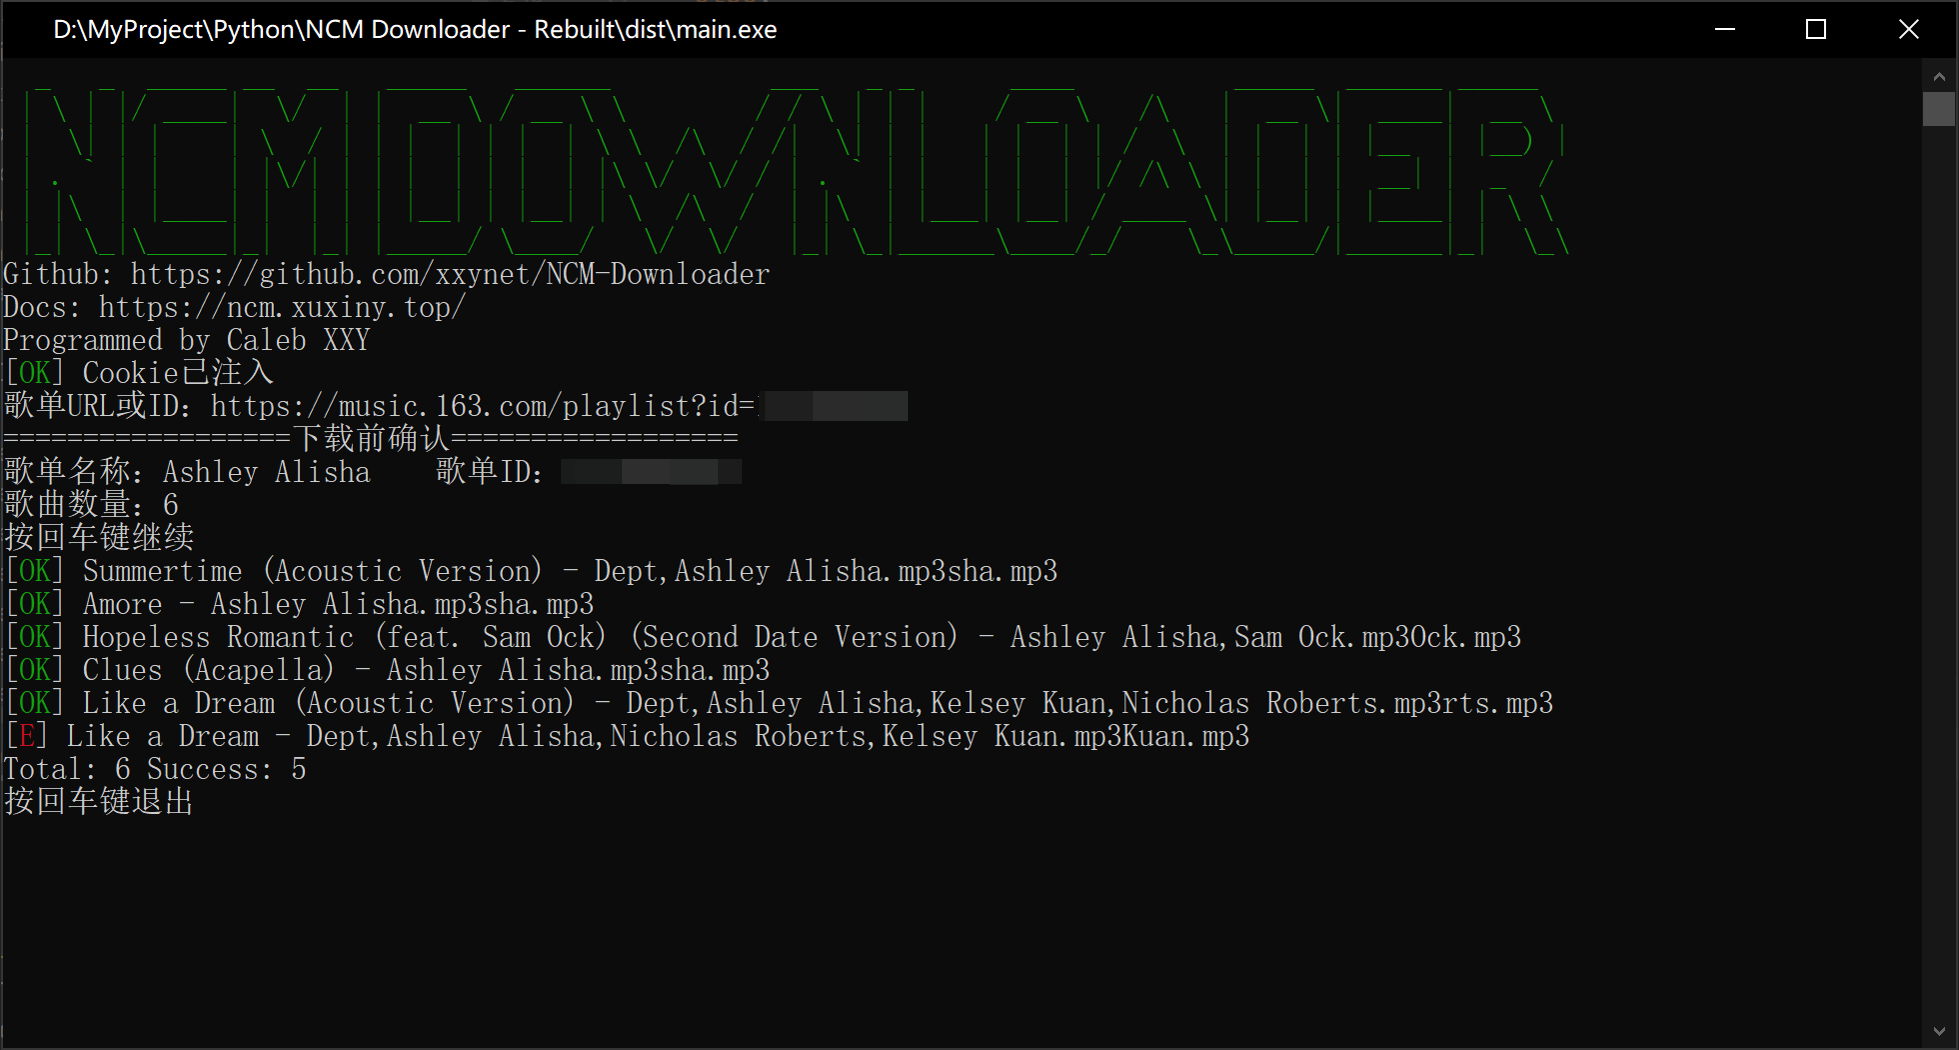 D:\MyProject\Python\NCM Downloader - Rebuilt\dist\main.exe
NCMDOWNLOADER
Github: https://github.com/xxynet/NCM-Downloader
Docs: https://ncm.xuxiny.top/
Programmed by Caleb XXY
[OK] Cookie已注入
歌单URL或ID: https://music.163.com/playlist?id=
==================下载前确认==================
歌单名称: Ashley Alisha    歌单ID:
歌曲数量: 6
按回车键继续
[OK] Summertime (Acoustic Version) - Dept,Ashley Alisha.mp3sha.mp3
[OK] Amore - Ashley Alisha.mp3sha.mp3
[OK] Hopeless Romantic (feat. Sam Ock) (Second Date Version) - Ashley Alisha,Sam Ock.mp3Ock.mp3
[OK] Clues (Acapella) - Ashley Alisha.mp3sha.mp3
[OK] Like a Dream (Acoustic Version) - Dept,Ashley Alisha,Kelsey Kuan,Nicholas Roberts.mp3rts.mp3
[E] Like a Dream - Dept,Ashley Alisha,Nicholas Roberts,Kelsey Kuan.mp3Kuan.mp3
Total: 6 Success: 5
按回车键退出